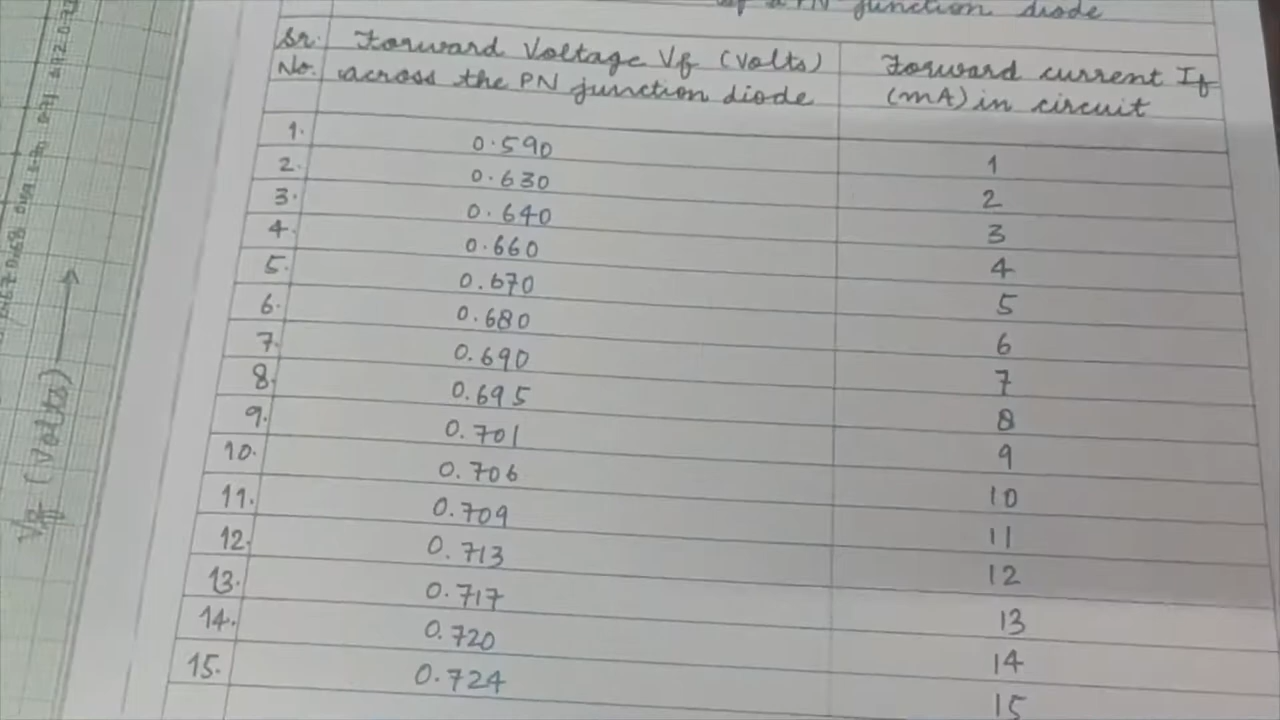 of a PN junction diode
Sr. No. Forward Voltage Vf (Volts) across the PN junction diode Forward current If (mA) in circuit
1. 0.590 1
2. 0.630 2
3. 0.640 3
4. 0.660 4
5. 0.670 5
6. 0.680 6
7. 0.690 7
8. 0.695 8
9. 0.701 9
10. 0.706 10
11. 0.709 11
12. 0.713 12
13. 0.717 13
14. 0.720 14
15. 0.724 15
Vf (Volts)